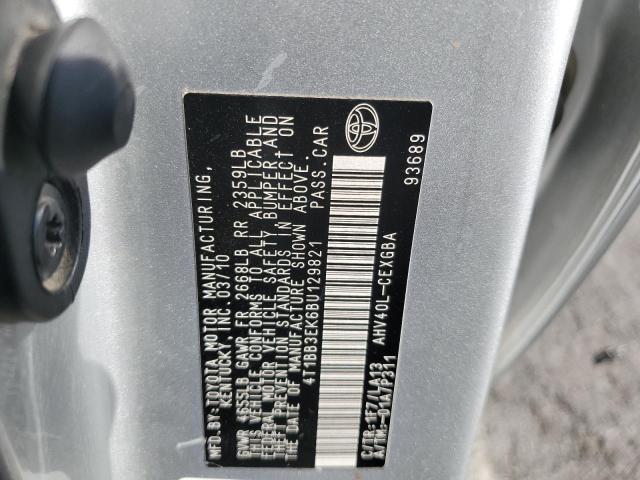 MFD.BY:TOYOTA MOTOR MANUFACTURING,
KENTUCKY, INC. 03/10
GVWR 4655LB GAWR FR 2668LB RR 2359LB
THIS VEHICLE CONFORMS TO ALL APPLICABLE
FEDERAL MOTOR VEHICLE SAFETY, BUMPER, AND
THEFT PREVENTION STANDARDS IN EFFECT ON
THE DATE OF MANUFACTURE SHOWN ABOVE.
4T1BB3EK6BU129821 PASS.CAR
C/TR:1F7/LA33 AHV40L-CEXGBA
A/TM:-01A/P311 93689